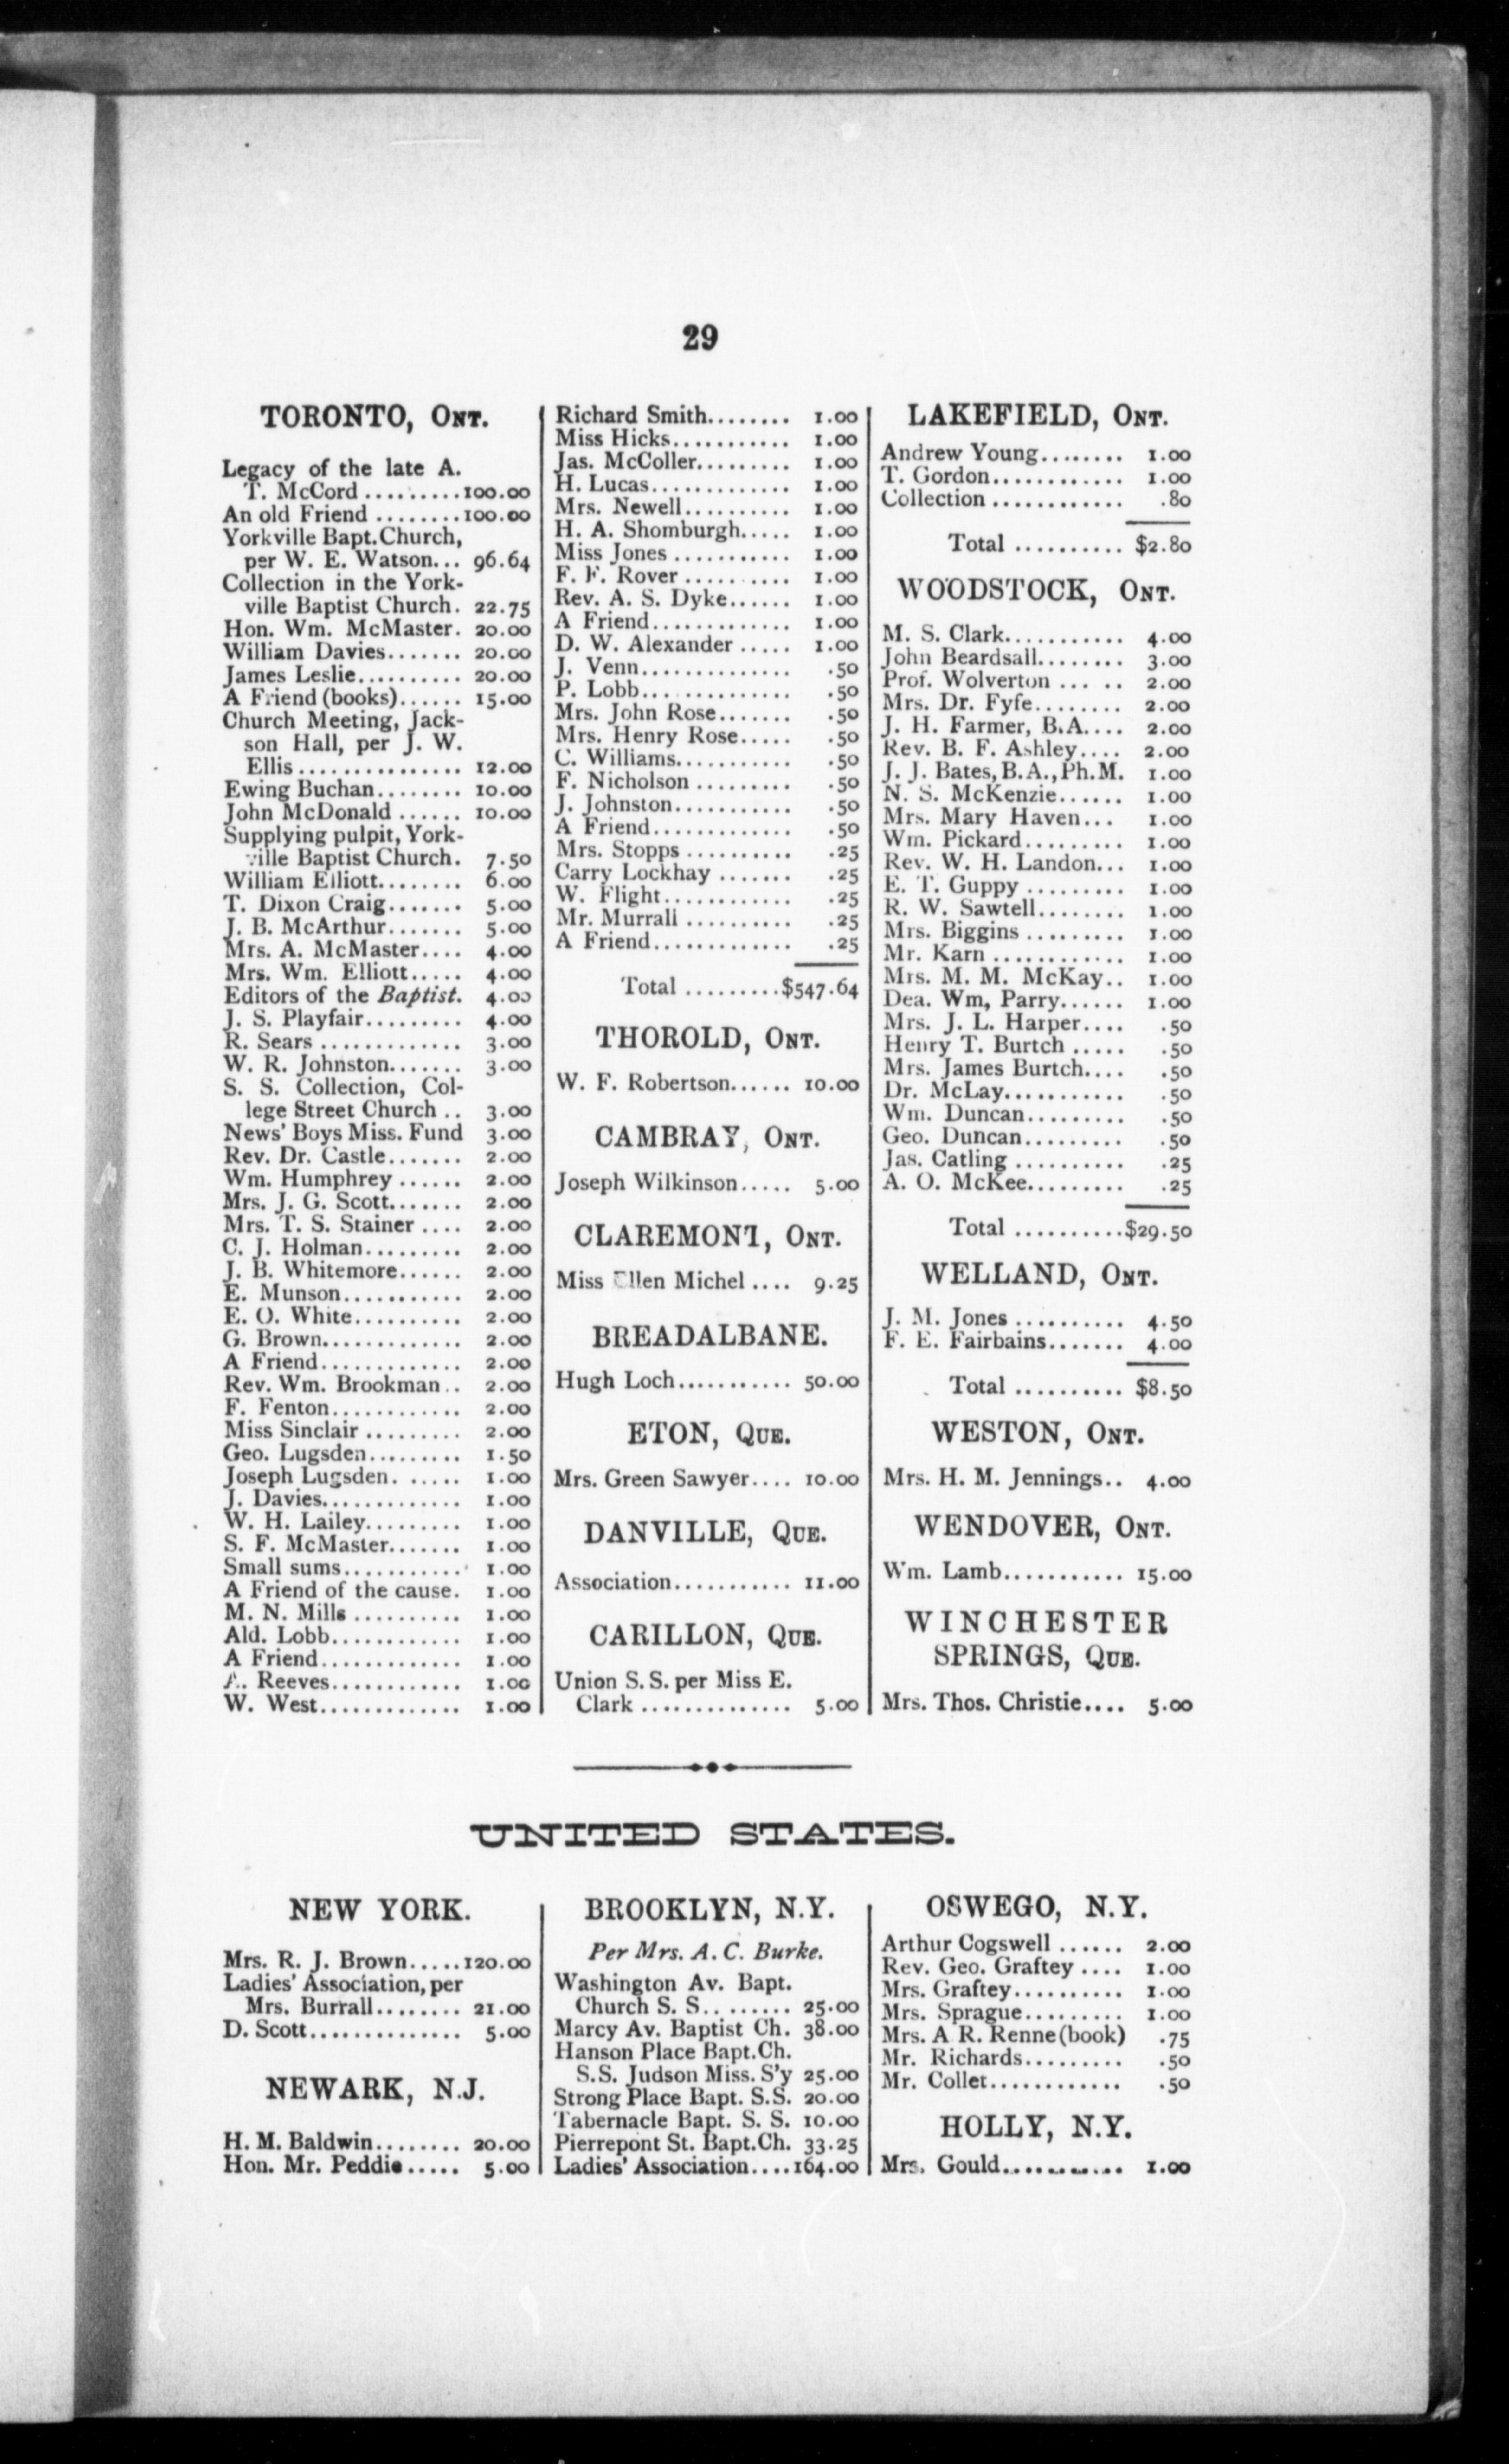 29
TORONTO, ONT.
Legacy of the late A.
T. McCord .........100.00
An old Friend ........100.00
Yorkville Bapt. Church,
per W. E. Watson... 96.64
Collection in the York-
ville Baptist Church. 22.75
Hon. Wm. McMaster. 20.00
William Davies....... 20.00
James Leslie.......... 20.00
A Friend (books)...... 15.00
Church Meeting, Jack-
son Hall, per J. W.
Ellis ............... 12.00
Ewing Buchan........ 10.00
John McDonald ...... 10.00
Supplying pulpit, York-
ville Baptist Church. 7.50
William Elliott........ 6.00
T. Dixon Craig....... 5.00
J. B. McArthur....... 5.00
Mrs. A. McMaster.... 4.00
Mrs. Wm. Elliott..... 4.00
Editors of the Baptist. 4.00
J. S. Playfair......... 4.00
R. Sears ............. 3.00
W. R. Johnston....... 3.00
S. S. Collection, Col-
lege Street Church .. 3.00
News' Boys Miss. Fund 3.00
Rev. Dr. Castle....... 2.00
Wm. Humphrey ...... 2.00
Mrs. J. G. Scott....... 2.00
Mrs. T. S. Stainer .... 2.00
C. J. Holman......... 2.00
J. B. Whitemore...... 2.00
E. Munson........... 2.00
E. O. White.......... 2.00
G. Brown............. 2.00
A Friend............. 2.00
Rev. Wm. Brookman.. 2.00
F. Fenton............ 2.00
Miss Sinclair ......... 2.00
Geo. Lugsden......... 1.50
Joseph Lugsden. ..... 1.00
J. Davies............. 1.00
W. H. Lailey......... 1.00
S. F. McMaster....... 1.00
Small sums........... 1.00
A Friend of the cause. 1.00
M. N. Mills .......... 1.00
Ald. Lobb............ 1.00
A Friend............. 1.00
A. Reeves............ 1.00
W. West............. 1.00
Richard Smith........ 1.00
Miss Hicks........... 1.00
Jas. McColler......... 1.00
H. Lucas............. 1.00
Mrs. Newell.......... 1.00
H. A. Shomburgh..... 1.00
Miss Jones ........... 1.00
F. F. Rover .......... 1.00
Rev. A. S. Dyke...... 1.00
A Friend............. 1.00
D. W. Alexander ..... 1.00
J. Venn.............. .50
P. Lobb.............. .50
Mrs. John Rose....... .50
Mrs. Henry Rose..... .50
C. Williams........... .50
F. Nicholson ......... .50
J. Johnston........... .50
A Friend............. .50
Mrs. Stopps .......... .25
Carry Lockhay ....... .25
W. Flight............ .25
Mr. Murrall .......... .25
A Friend............. .25
Total .........$547.64
THOROLD, ONT.
W. F. Robertson...... 10.00
CAMBRAY, ONT.
Joseph Wilkinson..... 5.00
CLAREMONT, ONT.
Miss Ellen Michel .... 9.25
BREADALBANE.
Hugh Loch........... 50.00
ETON, QUE.
Mrs. Green Sawyer.... 10.00
DANVILLE, QUE.
Association........... 11.00
CARILLON, QUE.
Union S. S. per Miss E.
Clark .............. 5.00
LAKEFIELD, ONT.
Andrew Young........ 1.00
T. Gordon............ 1.00
Collection ............ .80
Total .......... $2.80
WOODSTOCK, ONT.
M. S. Clark........... 4.00
John Beardsall........ 3.00
Prof. Wolverton ... .. 2.00
Mrs. Dr. Fyfe........ 2.00
J. H. Farmer, B.A.... 2.00
Rev. B. F. Ashley.... 2.00
J. J. Bates, B.A., Ph.M. 1.00
N. S. McKenzie...... 1.00
Mrs. Mary Haven... 1.00
Wm. Pickard......... 1.00
Rev. W. H. Landon... 1.00
E. T. Guppy ......... 1.00
R. W. Sawtell........ 1.00
Mrs. Biggins ......... 1.00
Mr. Karn ............ 1.00
Mrs. M. M. McKay.. 1.00
Dea. Wm, Parry...... 1.00
Mrs. J. L. Harper.... .50
Henry T. Burtch ..... .50
Mrs. James Burtch.... .50
Dr. McLay........... .50
Wm. Duncan......... .50
Geo. Duncan......... .50
Jas. Catling .......... .25
A. O. McKee......... .25
Total ..........$29.50
WELLAND, ONT.
J. M. Jones .......... 4.50
F. E. Fairbains....... 4.00
Total .......... $8.50
WESTON, ONT.
Mrs. H. M. Jennings.. 4.00
WENDOVER, ONT.
Wm. Lamb........... 15.00
WINCHESTER
SPRINGS, QUE.
Mrs. Thos. Christie.... 5.00
UNITED STATES.
NEW YORK.
Mrs. R. J. Brown.....120.00
Ladies' Association, per
Mrs. Burrall........ 21.00
D. Scott.............. 5.00
NEWARK, N.J.
H. M. Baldwin........ 20.00
Hon. Mr. Peddie ..... 5.00
BROOKLYN, N.Y.
Per Mrs. A. C. Burke.
Washington Av. Bapt.
Church S. S.. ...... 25.00
Marcy Av. Baptist Ch. 38.00
Hanson Place Bapt. Ch.
S.S. Judson Miss. S'y 25.00
Strong Place Bapt. S.S. 20.00
Tabernacle Bapt. S. S. 10.00
Pierrepont St. Bapt. Ch. 33.25
Ladies' Association....164.00
OSWEGO, N.Y.
Arthur Cogswell ...... 2.00
Rev. Geo. Graftey .... 1.00
Mrs. Graftey.......... 1.00
Mrs. Sprague......... 1.00
Mrs. A R. Renne (book) .75
Mr. Richards......... .50
Mr. Collet............ .50
HOLLY, N.Y.
Mrs. Gould........... 1.00